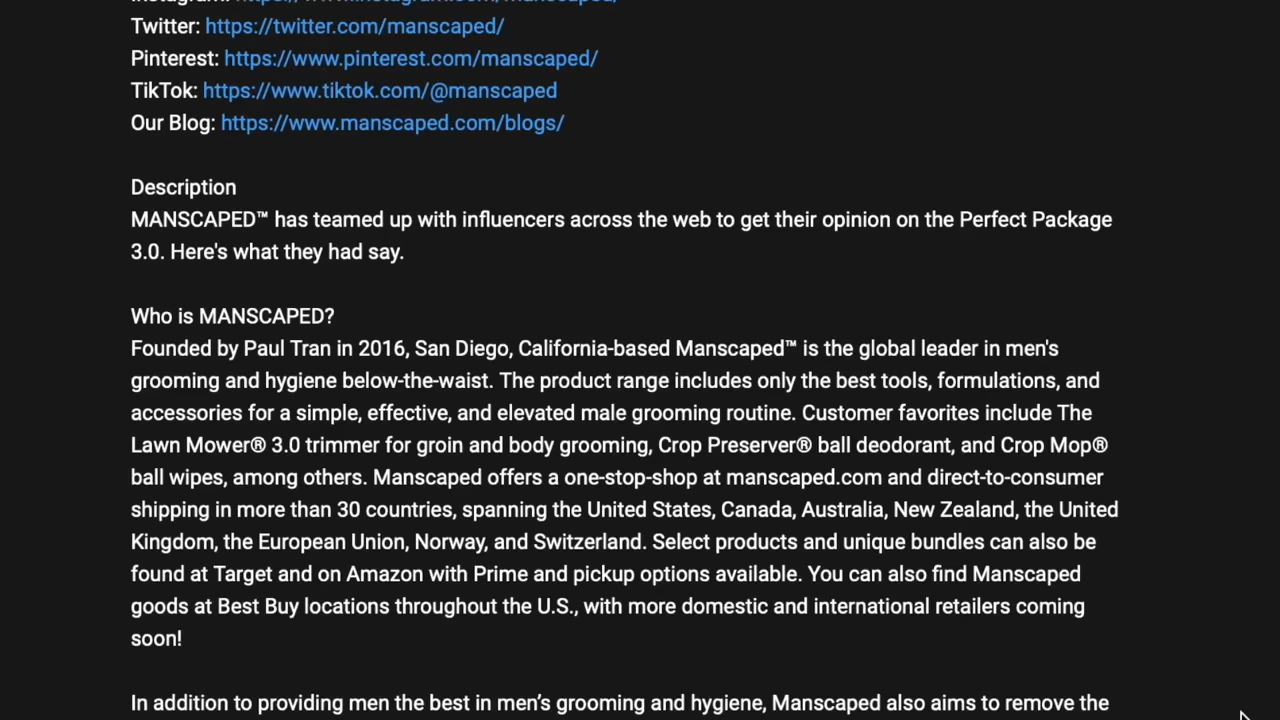 Twitter: https://twitter.com/manscaped/
Pinterest: https://www.pinterest.com/manscaped/
TikTok: https://www.tiktok.com/@manscaped
Our Blog: https://www.manscaped.com/blogs/
Description
MANSCAPED™ has teamed up with influencers across the web to get their opinion on the Perfect Package
3.0. Here's what they had say.
Who is MANSCAPED?
Founded by Paul Tran in 2016, San Diego, California-based Manscaped™ is the global leader in men's
grooming and hygiene below-the-waist. The product range includes only the best tools, formulations, and
accessories for a simple, effective, and elevated male grooming routine. Customer favorites include The
Lawn Mower® 3.0 trimmer for groin and body grooming, Crop Preserver® ball deodorant, and Crop Mop®
ball wipes, among others. Manscaped offers a one-stop-shop at manscaped.com and direct-to-consumer
shipping in more than 30 countries, spanning the United States, Canada, Australia, New Zealand, the United
Kingdom, the European Union, Norway, and Switzerland. Select products and unique bundles can also be
found at Target and on Amazon with Prime and pickup options available. You can also find Manscaped
goods at Best Buy locations throughout the U.S., with more domestic and international retailers coming
soon!
In addition to providing men the best in men’s grooming and hygiene, Manscaped also aims to remove the